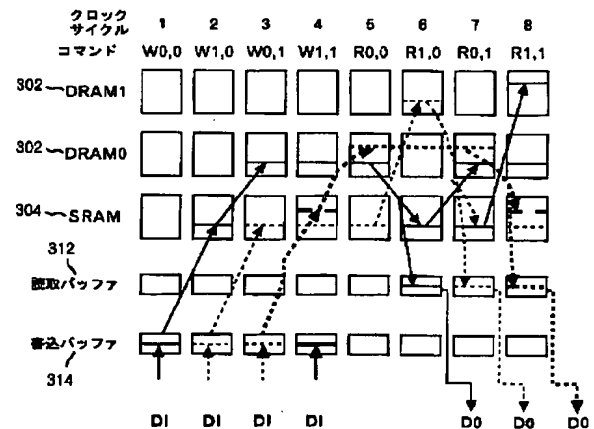 クロック
サイクル 1 2 3 4 5 6 7 8
コマンド W0,0 W1,0 W0,1 W1,1 R0,0 R1,0 R0,1 R1,1
302 DRAM1
302 DRAM0
304 SRAM
312
読取バッファ
書込バッファ
314
DI DI DI DI D0 D0 D0